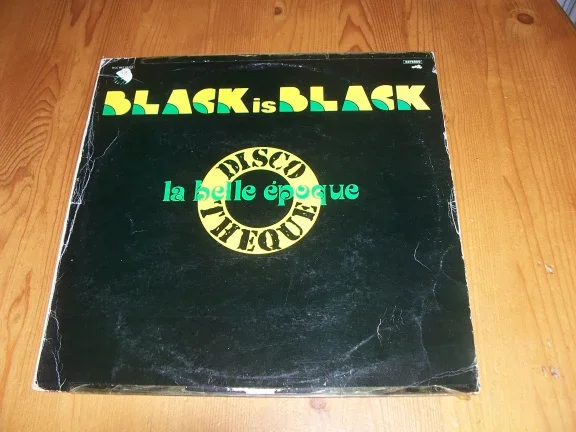 BLACK is BLACK
DISCO
la belle époque
THEQUE